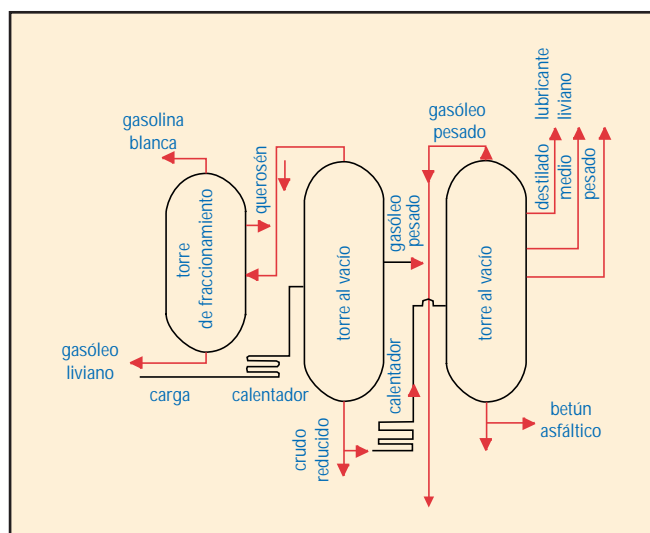 gasolina
blanca
querosén
torre
de fraccionamiento
gasóleo
liviano
carga
calentador
torre al vacío
gasóleo
pesado
crudo
reducido
calentador
gasóleo
pesado
torre al vacío
lubricante
liviano
destilado
medio
pesado
betún
asfáltico